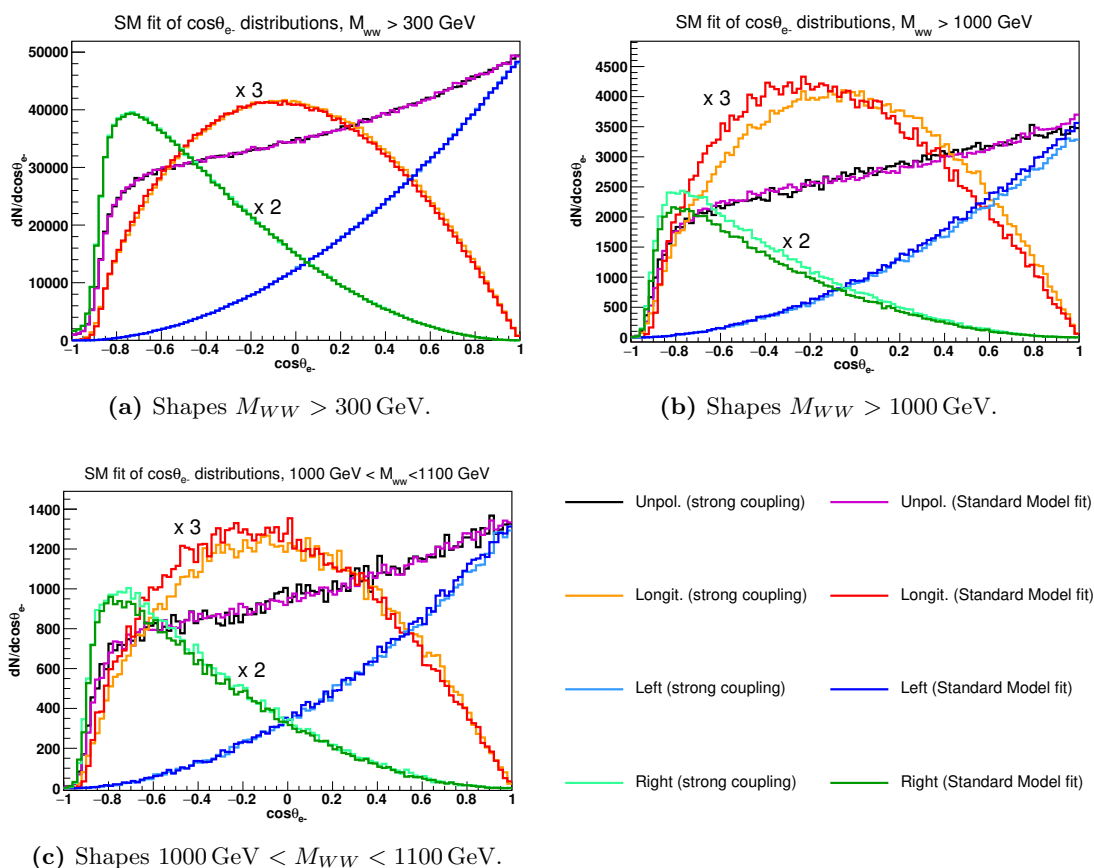 SM fit of cosθe- distributions, Mww > 300 GeV
50000
40000
30000
20000
10000
0
dN/dcosθe-
x 3
x 2
−1 −0.8 −0.6 −0.4 −0.2 0 0.2 0.4 0.6 0.8 1
cosθe-
(a) Shapes MWW > 300 GeV.
SM fit of cosθe- distributions, Mww > 1000 GeV
4500
4000
3500
3000
2500
2000
1500
1000
500
0
dN/dcosθe-
x 3
x 2
−1 −0.8 −0.6 −0.4 −0.2 0 0.2 0.4 0.6 0.8 1
cosθe-
(b) Shapes MWW > 1000 GeV.
SM fit of cosθe- distributions, 1000 GeV < Mww <1100 GeV
1400
1200
1000
800
600
400
200
0
dN/dcosθe-
x 3
x 2
−1 −0.8 −0.6 −0.4 −0.2 0 0.2 0.4 0.6 0.8 1
cosθe-
(c) Shapes 1000 GeV < MWW < 1100 GeV.
Unpol. (strong coupling) Unpol. (Standard Model fit)
Longit. (strong coupling) Longit. (Standard Model fit)
Left (strong coupling) Left (Standard Model fit)
Right (strong coupling) Right (Standard Model fit)